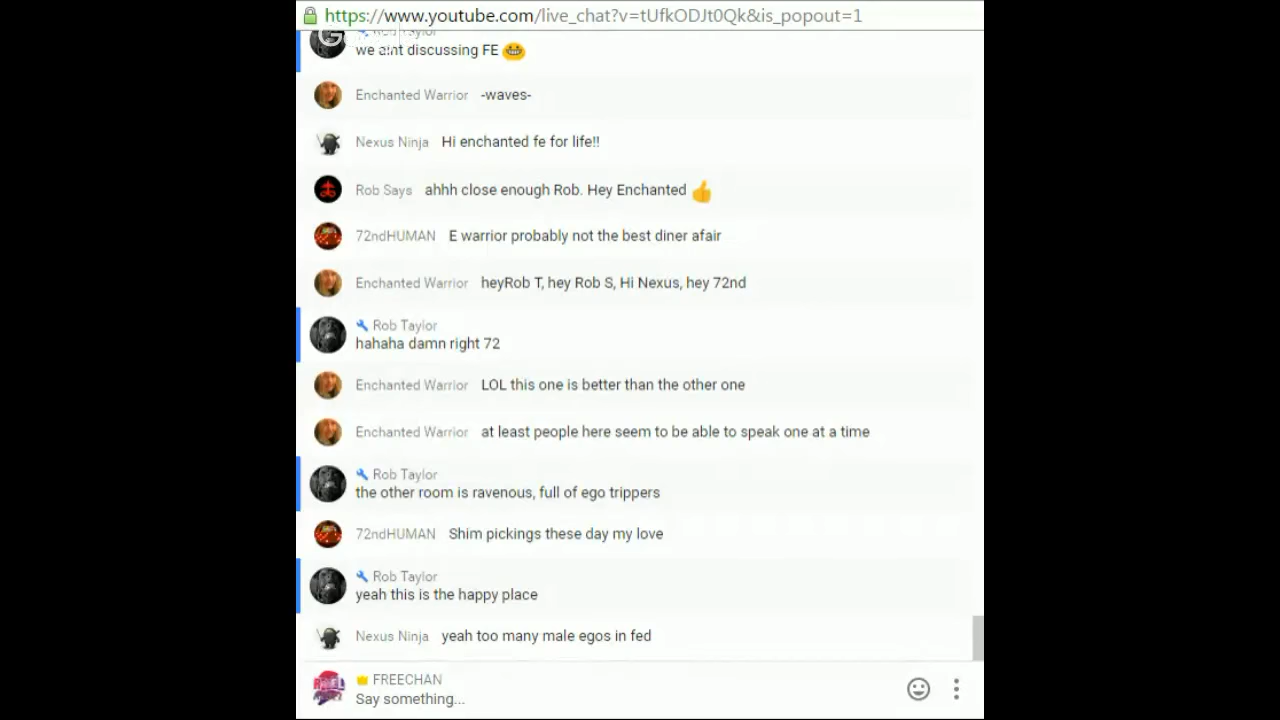 https://www.youtube.com/live_chat?v=tUfkODJt0Qk&is_popout=1
Rob Taylor
we aint discussing FE
Enchanted Warrior -waves-
Nexus Ninja Hi enchanted fe for life!!
Rob Says ahhh close enough Rob. Hey Enchanted
72ndHUMAN E warrior probably not the best diner afair
Enchanted Warrior heyRob T, hey Rob S, Hi Nexus, hey 72nd
Rob Taylor
hahaha damn right 72
Enchanted Warrior LOL this one is better than the other one
Enchanted Warrior at least people here seem to be able to speak one at a time
Rob Taylor
the other room is ravenous, full of ego trippers
72ndHUMAN Shim pickings these day my love
Rob Taylor
yeah this is the happy place
Nexus Ninja yeah too many male egos in fed
FREECHAN
Say something...